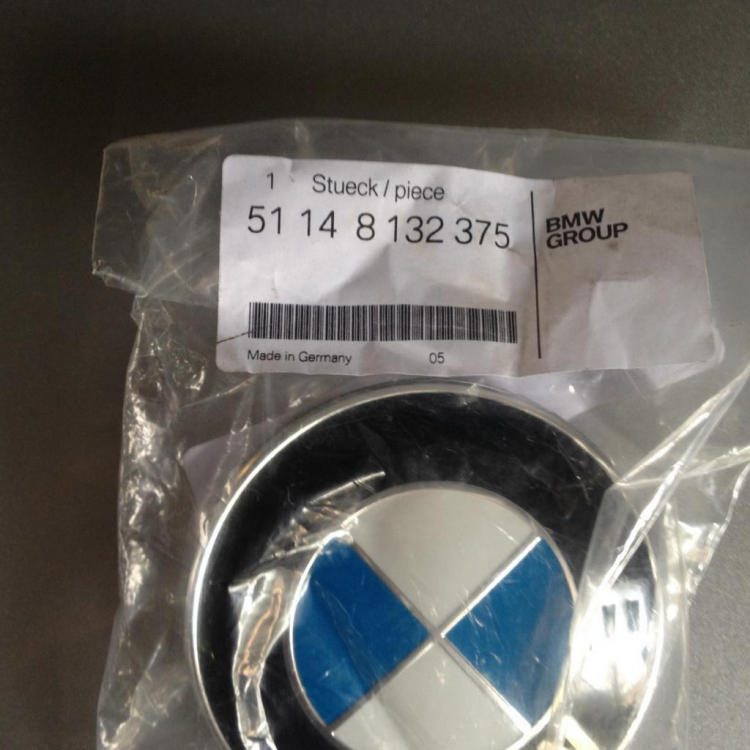 1 Stueck / piece
51 14 8 132 375
BMW
GROUP
Made in Germany 05